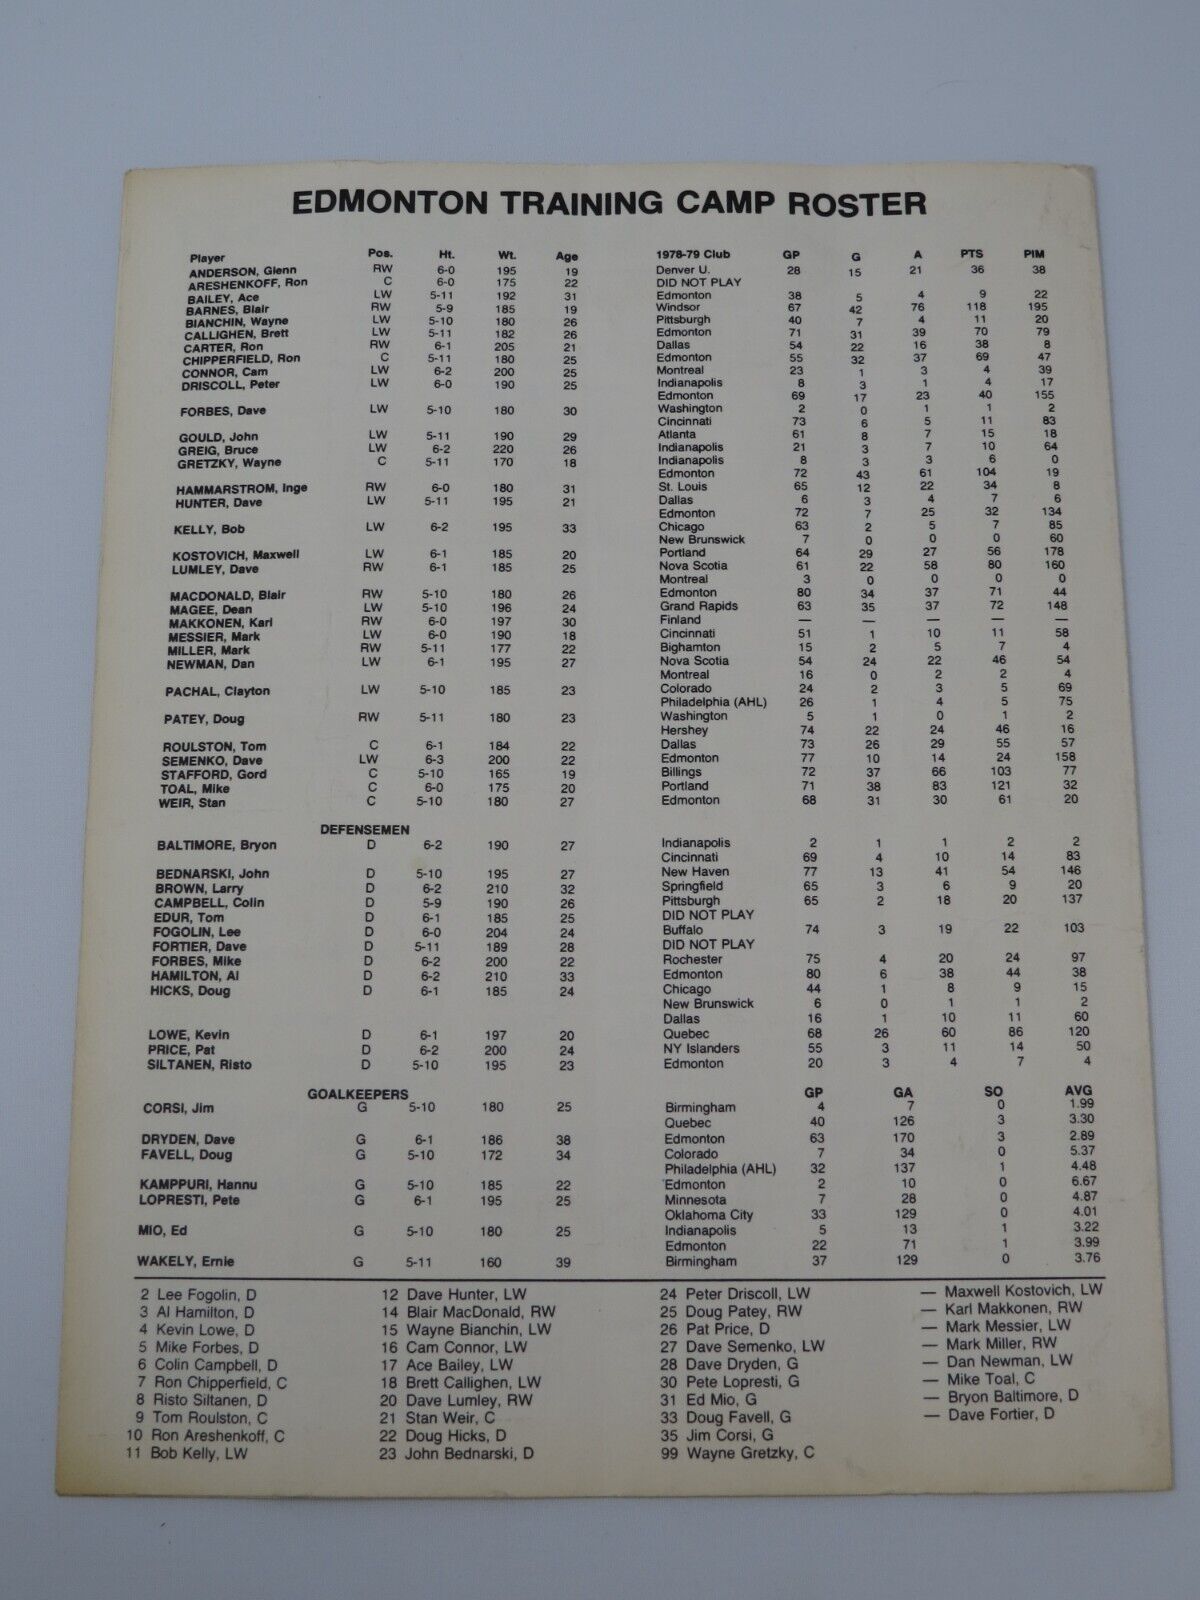 EDMONTON TRAINING CAMP ROSTER
Player Pos. Ht. Wt. Age 1978-79 Club GP G A PTS PIM
ANDERSON, Glenn RW 6-0 195 19 Denver U. 28 15 21 36 38
ARESHENKOFF, Ron C 6-0 175 22 DID NOT PLAY
BAILEY, Ace LW 5-11 192 31 Edmonton 38 5 4 9 22
BARNES, Blair RW 5-9 185 19 Windsor 67 42 76 118 195
BIANCHIN, Wayne LW 5-10 180 26 Pittsburgh 40 7 4 11 20
CALLIGHEN, Brett LW 5-11 182 26 Edmonton 71 31 39 70 79
CARTER, Ron RW 6-1 205 21 Dallas 54 22 16 38 8
CHIPPERFIELD, Ron C 5-11 180 25 Edmonton 55 32 37 69 47
CONNOR, Cam LW 6-2 200 25 Montreal 23 1 3 4 39
DRISCOLL, Peter LW 6-0 190 25 Indianapolis 8 3 1 4 17
Edmonton 69 17 23 40 155
FORBES, Dave LW 5-10 180 30 Washington 2 0 1 1 2
Cincinnati 73 6 5 11 83
GOULD, John LW 5-11 190 29 Atlanta 61 8 7 15 18
GREIG, Bruce LW 6-2 220 26 Indianapolis 21 3 7 10 64
GRETZKY, Wayne C 5-11 170 18 Indianapolis 8 3 3 6 0
Edmonton 72 43 61 104 19
HAMMARSTROM, Inge RW 6-0 180 31 St. Louis 65 12 22 34 8
HUNTER, Dave LW 5-11 195 21 Dallas 6 3 4 7 6
Edmonton 72 7 25 32 134
KELLY, Bob LW 6-2 195 33 Chicago 63 2 5 7 85
New Brunswick 7 0 0 0 60
KOSTOVICH, Maxwell LW 6-1 185 20 Portland 64 29 27 56 178
LUMLEY, Dave RW 6-1 185 25 Nova Scotia 61 22 58 80 160
Montreal 3 0 0 0 0
MACDONALD, Blair RW 5-10 180 26 Edmonton 80 34 37 71 44
MAGEE, Dean LW 5-10 196 24 Grand Rapids 63 35 37 72 148
MAKKONEN, Karl RW 6-0 197 30 Finland — — — — —
MESSIER, Mark LW 6-0 190 18 Cincinnati 51 1 10 11 58
MILLER, Mark RW 5-11 177 22 Bighamton 15 2 5 7 4
NEWMAN, Dan LW 6-1 195 27 Nova Scotia 54 24 22 46 54
Montreal 16 0 2 2 4
PACHAL, Clayton LW 5-10 185 23 Colorado 24 2 3 5 69
Philadelphia (AHL) 26 1 4 5 75
PATEY, Doug RW 5-11 180 23 Washington 5 1 0 1 2
Hershey 74 22 24 46 16
ROULSTON, Tom C 6-1 184 22 Dallas 73 26 29 55 57
SEMENKO, Dave LW 6-3 200 22 Edmonton 77 10 14 24 158
STAFFORD, Gord C 5-10 165 19 Billings 72 37 66 103 77
TOAL, Mike C 6-0 175 20 Portland 71 38 83 121 32
WEIR, Stan C 5-10 180 27 Edmonton 68 31 30 61 20
DEFENSEMEN
BALTIMORE, Bryon D 6-2 190 27 Indianapolis 2 1 1 2 2
Cincinnati 69 4 10 14 83
BEDNARSKI, John D 5-10 195 27 New Haven 77 13 41 54 146
BROWN, Larry D 6-2 210 32 Springfield 65 3 6 9 20
CAMPBELL, Colin D 5-9 190 26 Pittsburgh 65 2 18 20 137
EDUR, Tom D 6-1 185 25 DID NOT PLAY
FOGOLIN, Lee D 6-0 204 24 Buffalo 74 3 19 22 103
FORTIER, Dave D 5-11 189 28 DID NOT PLAY
FORBES, Mike D 6-2 200 22 Rochester 75 4 20 24 97
HAMILTON, Al D 6-2 210 33 Edmonton 80 6 38 44 38
HICKS, Doug D 6-1 185 24 Chicago 44 1 8 9 15
New Brunswick 6 0 1 1 2
Dallas 16 1 10 11 60
LOWE, Kevin D 6-1 197 20 Quebec 68 26 60 86 120
PRICE, Pat D 6-2 200 24 NY Islanders 55 3 11 14 50
SILTANEN, Risto D 5-10 195 23 Edmonton 20 3 4 7 4
GOALKEEPERS GP GA SO AVG
CORSI, Jim G 5-10 180 25 Birmingham 4 7 0 1.99
Quebec 40 126 3 3.30
DRYDEN, Dave G 6-1 186 38 Edmonton 63 170 3 2.89
FAVELL, Doug G 5-10 172 34 Colorado 7 34 0 5.37
Philadelphia (AHL) 32 137 1 4.48
KAMPPURI, Hannu G 5-10 185 22 Edmonton 2 10 0 6.67
LOPRESTI, Pete G 6-1 195 25 Minnesota 7 28 0 4.87
Oklahoma City 33 129 0 4.01
MIO, Ed G 5-10 180 25 Indianapolis 5 13 1 3.22
Edmonton 22 71 1 3.99
WAKELY, Ernie G 5-11 160 39 Birmingham 37 129 0 3.76
2 Lee Fogolin, D
3 Al Hamilton, D
4 Kevin Lowe, D
5 Mike Forbes, D
6 Colin Campbell, D
7 Ron Chipperfield, C
8 Risto Siltanen, D
9 Tom Roulston, C
10 Ron Areshenkoff, C
11 Bob Kelly, LW
12 Dave Hunter, LW
14 Blair MacDonald, RW
15 Wayne Bianchin, LW
16 Cam Connor, LW
17 Ace Bailey, LW
18 Brett Callighen, LW
20 Dave Lumley, RW
21 Stan Weir, C
22 Doug Hicks, D
23 John Bednarski, D
24 Peter Driscoll, LW
25 Doug Patey, RW
26 Pat Price, D
27 Dave Semenko, LW
28 Dave Dryden, G
30 Pete Lopresti, G
31 Ed Mio, G
33 Doug Favell, G
35 Jim Corsi, G
99 Wayne Gretzky, C
— Maxwell Kostovich, LW
— Karl Makkonen, RW
— Mark Messier, LW
— Mark Miller, RW
— Dan Newman, LW
— Mike Toal, C
— Bryon Baltimore, D
— Dave Fortier, D